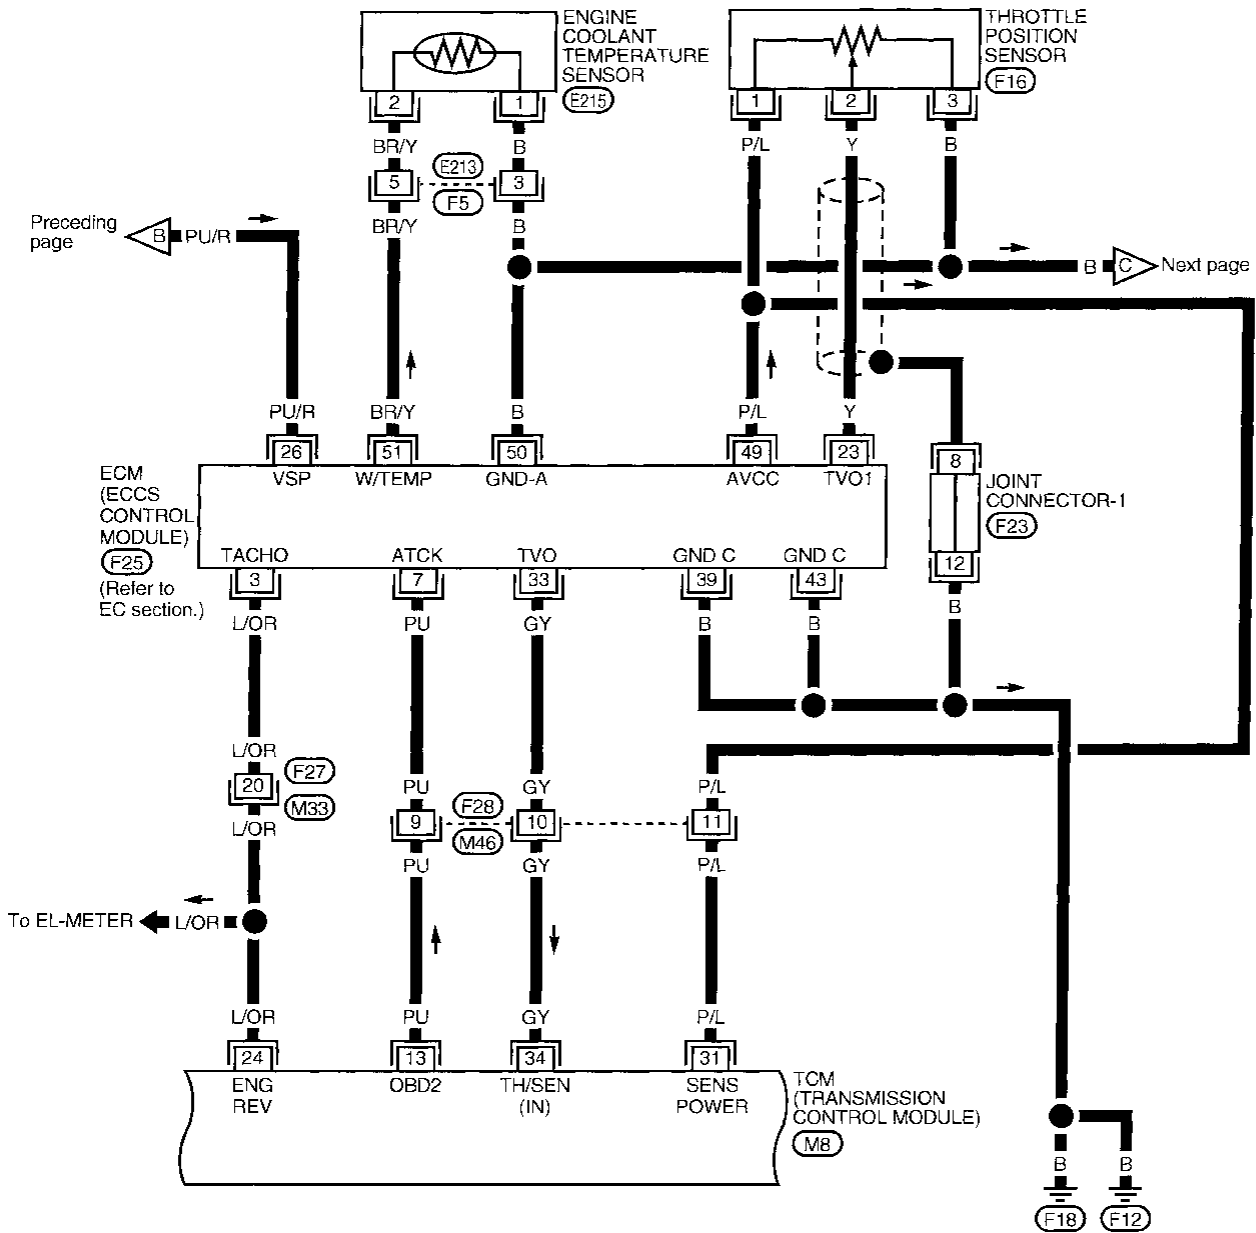 ENGINE
COOLANT
TEMPERATURE
SENSOR
E215
THROTTLE
POSITION
SENSOR
F16
2
1
1
2
3
BR/Y
B
P/L
Y
B
5
E213
3
F5
BR/Y
B
Preceding
page
B
PU/R
B
C
Next page
PU/R
BR/Y
B
P/L
Y
26
51
50
49
23
8
VSP
W/TEMP
GND-A
AVCC
TVO1
ECM
(ECCS
CONTROL
MODULE)
F25
(Refer to
EC section.)
JOINT
CONNECTOR-1
F23
TACHO
ATCK
TVO
GND C
GND C
12
3
7
33
39
43
L/OR
PU
GY
B
B
B
L/OR
PU
GY
P/L
20
F27
M33
9
F28
M46
10
11
L/OR
PU
GY
P/L
To EL-METER
L/OR
L/OR
PU
GY
P/L
24
13
34
31
ENG
REV
OBD2
TH/SEN
(IN)
SENS
POWER
TCM
(TRANSMISSION
CONTROL MODULE)
M8
B
B
F18
F12